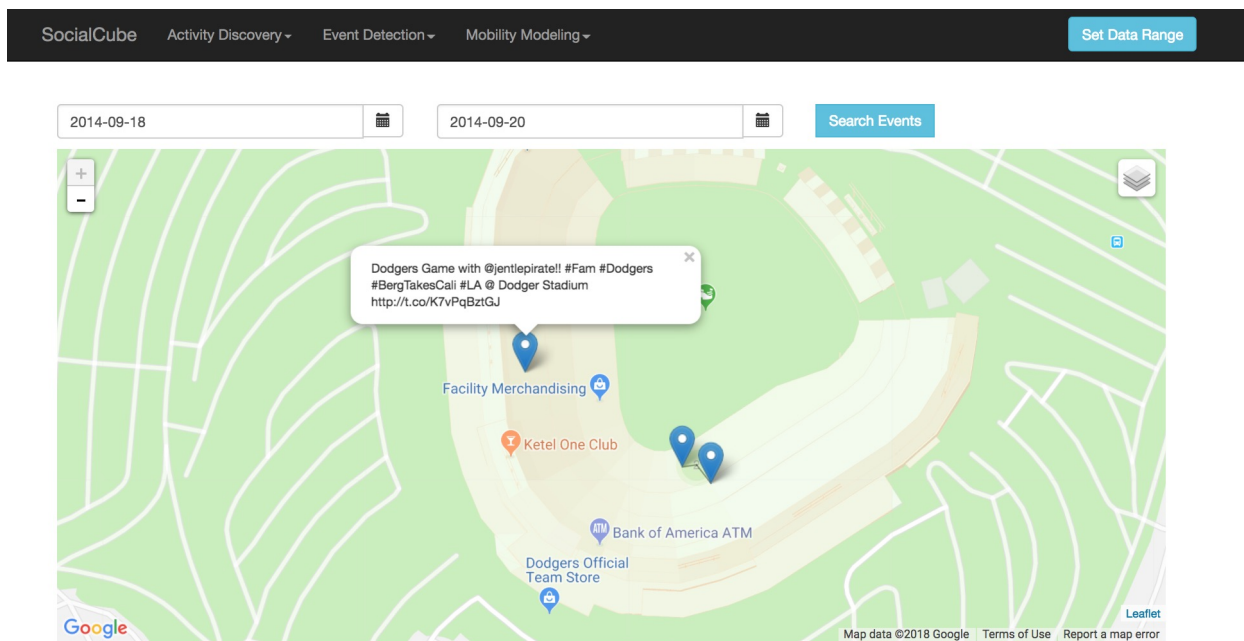 SocialCube Activity Discovery Event Detection Mobility Modeling Set Data Range
2014-09-18 2014-09-20 Search Events
+
-
Dodgers Game with @jentlepirate!! #Fam #Dodgers
#BergTakesCali #LA @ Dodger Stadium
http://t.co/K7vPqBztGJ
×
Facility Merchandising
Ketel One Club
ATM Bank of America ATM
Dodgers Official
Team Store
Leaflet
Google Map data ©2018 Google Terms of Use Report a map error